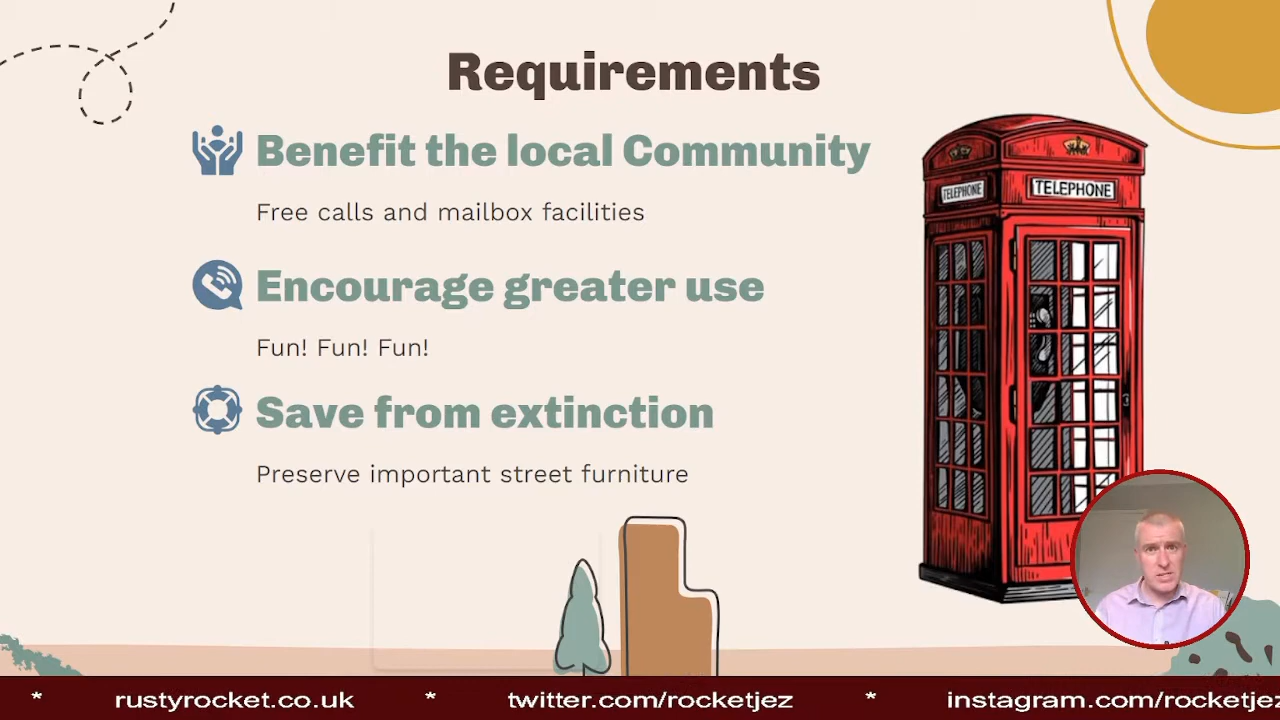 Requirements
Benefit the local Community
Free calls and mailbox facilities
Encourage greater use
Fun! Fun! Fun!
Save from extinction
Preserve important street furniture
TELEPHONE
TELEPHONE
* rustyrocket.co.uk * twitter.com/rocketjez * instagram.com/rocketjez